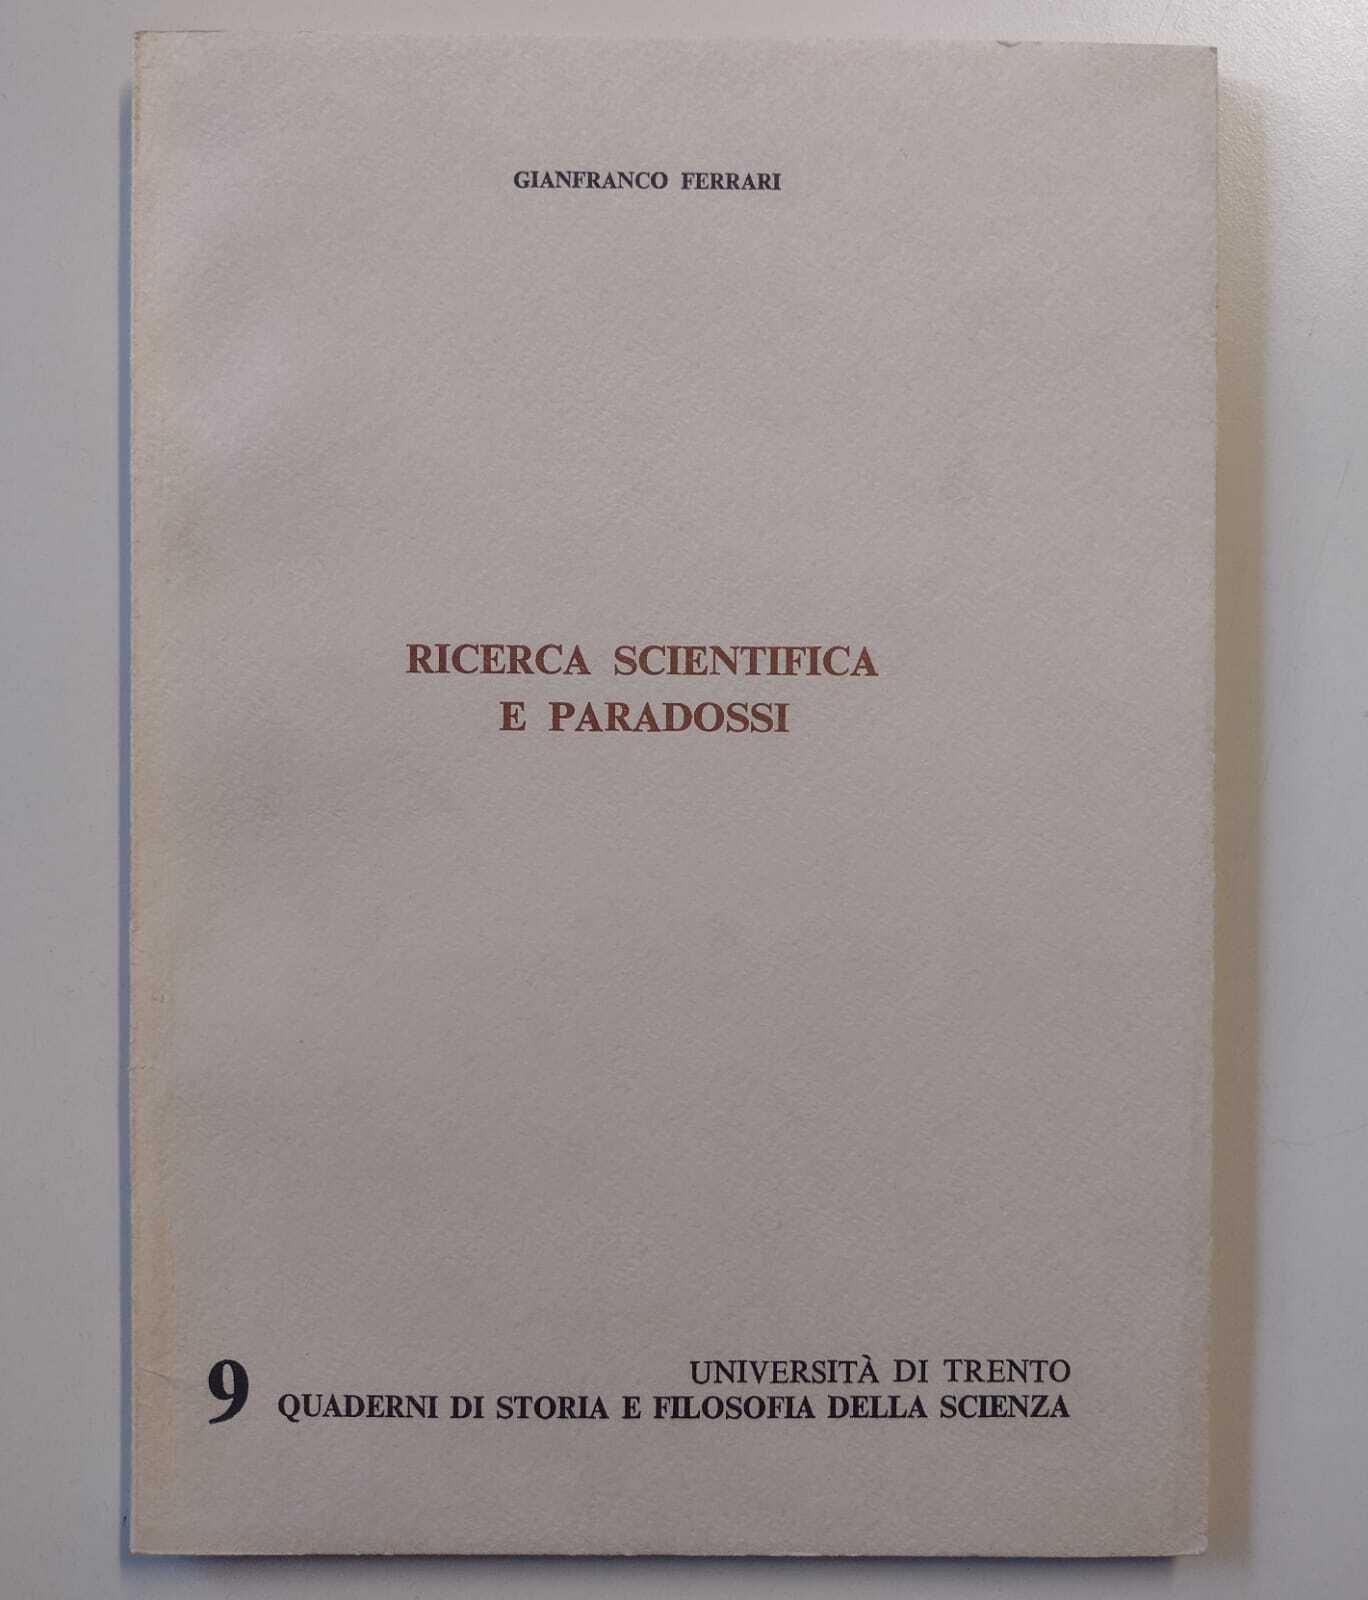 GIANFRANCO FERRARI
RICERCA SCIENTIFICA
E PARADOSSI
9
UNIVERSITÀ DI TRENTO
QUADERNI DI STORIA E FILOSOFIA DELLA SCIENZA